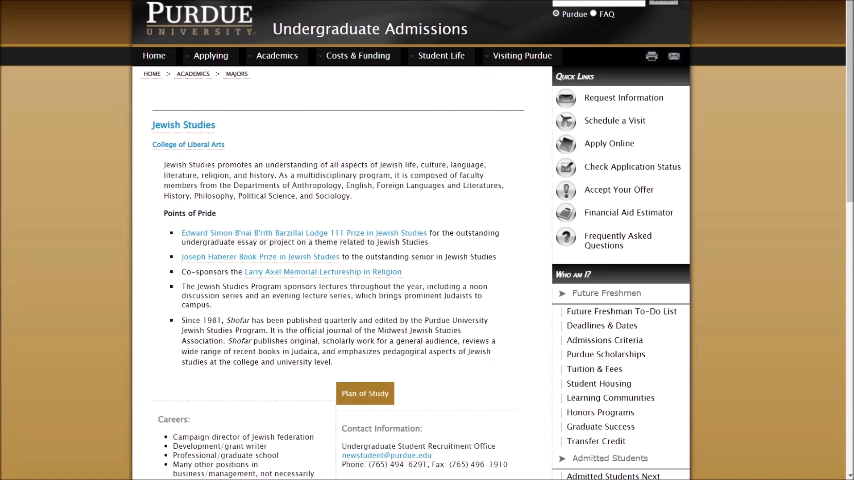 PURDUE
UNIVERSITY
Undergraduate Admissions
Purdue FAQ
Home Applying Academics Costs & Funding Student Life Visiting Purdue
HOME > ACADEMICS > MAJORS
Jewish Studies
College of Liberal Arts
Jewish Studies promotes an understanding of all aspects of Jewish life, culture, language,
literature, religion, and history. As a multidisciplinary program, it is composed of faculty
members from the Departments of Anthropology, English, Foreign Languages and Literatures,
History, Philosophy, Political Science, and Sociology.
Points of Pride
Edward Simon B'nai B'rith Barzillai Lodge 111 Prize in Jewish Studies for the outstanding
undergraduate essay or project on a theme related to Jewish Studies
Joseph Haberer Book Prize in Jewish Studies to the outstanding senior in Jewish Studies
Co-sponsors the Larry Axel Memorial Lectureship in Religion
The Jewish Studies Program sponsors lectures throughout the year, including a noon
discussion series and an evening lecture series, which brings prominent Judaists to
campus.
Since 1981, Shofar has been published quarterly and edited by the Purdue University
Jewish Studies Program. It is the official journal of the Midwest Jewish Studies
Association. Shofar publishes original, scholarly work for a general audience, reviews a
wide range of recent books in Judaica, and emphasizes pedagogical aspects of Jewish
studies at the college and university level.
Plan of Study
Careers:
Campaign director of Jewish federation
Development/grant writer
Professional/graduate school
Many other positions in
business/management, not necessarily
Contact Information:
Undergraduate Student Recruitment Office
newstudent@purdue.edu
Phone: (765) 494-6291, Fax: (765) 496-1910
QUICK LINKS
Request Information
Schedule a Visit
Apply Online
Check Application Status
Accept Your Offer
Financial Aid Estimator
Frequently Asked
Questions
WHO AM I?
Future Freshmen
Future Freshman To-Do List
Deadlines & Dates
Admissions Criteria
Purdue Scholarships
Tuition & Fees
Student Housing
Learning Communities
Honors Programs
Graduate Success
Transfer Credit
Admitted Students
Admitted Students Next